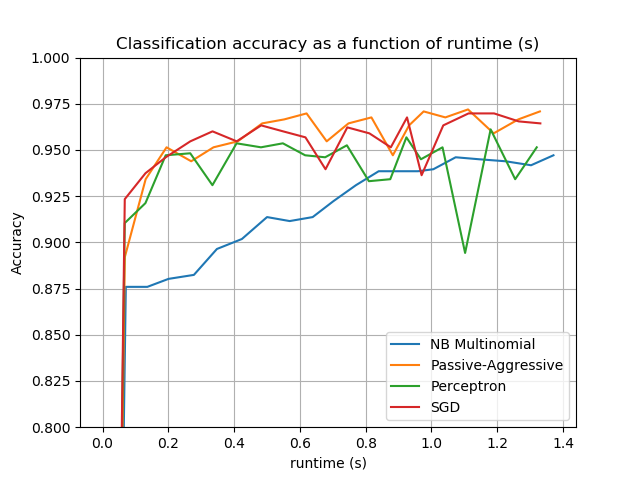 Classification accuracy as a function of runtime (s)
1.000
0.975
0.950
0.925
0.900
0.875
0.850
0.825
0.800
Accuracy
NB Multinomial
Passive-Aggressive
Perceptron
SGD
0.0 0.2 0.4 0.6 0.8 1.0 1.2 1.4
runtime (s)